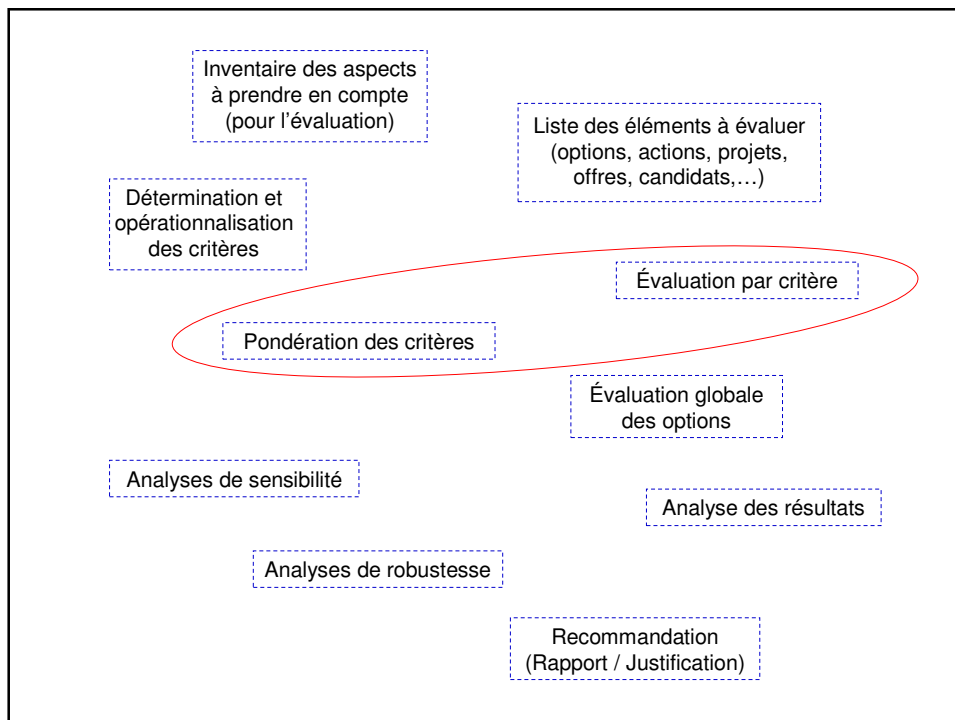 Inventaire des aspects
à prendre en compte
(pour l'évaluation)
Liste des éléments à évaluer
(options, actions, projets,
offres, candidats,…)
Détermination et
opérationnalisation
des critères
Évaluation par critère
Pondération des critères
Évaluation globale
des options
Analyses de sensibilité
Analyse des résultats
Analyses de robustesse
Recommandation
(Rapport / Justification)